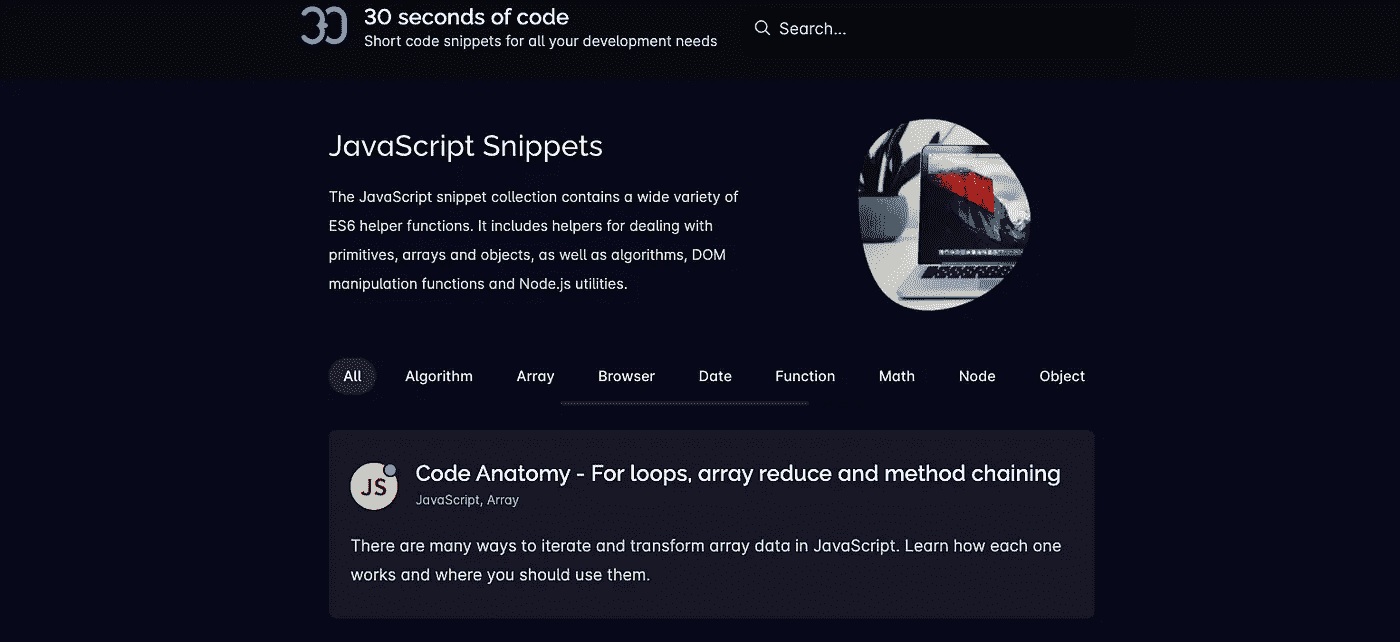 30
30 seconds of code
Short code snippets for all your development needs
Search...
JavaScript Snippets
The JavaScript snippet collection contains a wide variety of
ES6 helper functions. It includes helpers for dealing with
primitives, arrays and objects, as well as algorithms, DOM
manipulation functions and Node.js utilities.
All Algorithm Array Browser Date Function Math Node Object
JS
Code Anatomy - For loops, array reduce and method chaining
JavaScript, Array
There are many ways to iterate and transform array data in JavaScript. Learn how each one
works and where you should use them.